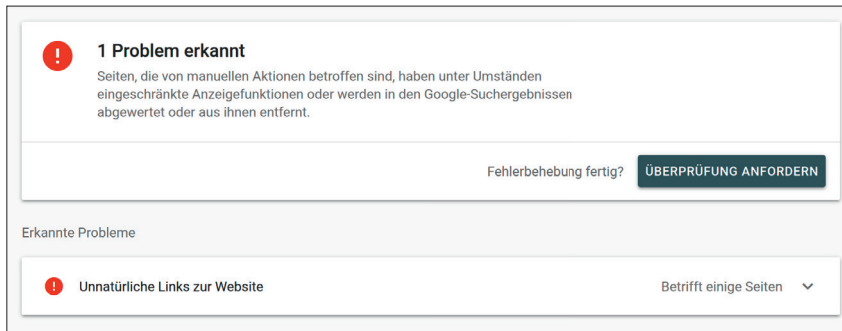 1 Problem erkannt
Seiten, die von manuellen Aktionen betroffen sind, haben unter Umständen
eingeschränkte Anzeigefunktionen oder werden in den Google-Suchergebnissen
abgewertet oder aus ihnen entfernt.
Fehlerbehebung fertig? ÜBERPRÜFUNG ANFORDERN
Erkannte Probleme
Unnatürliche Links zur Website Betrifft einige Seiten